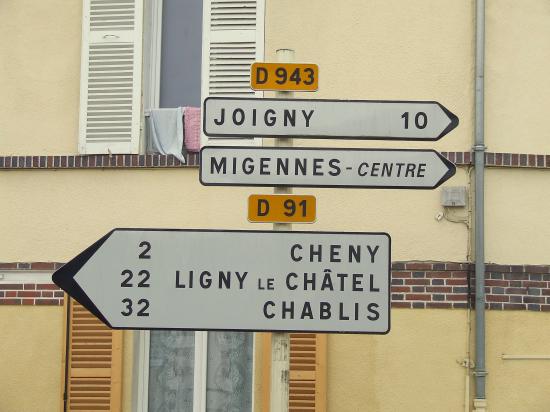 D 943
JOIGNY 10
MIGENNES - CENTRE
D 91
2 CHENY
22 LIGNY LE CHÂTEL
32 CHABLIS